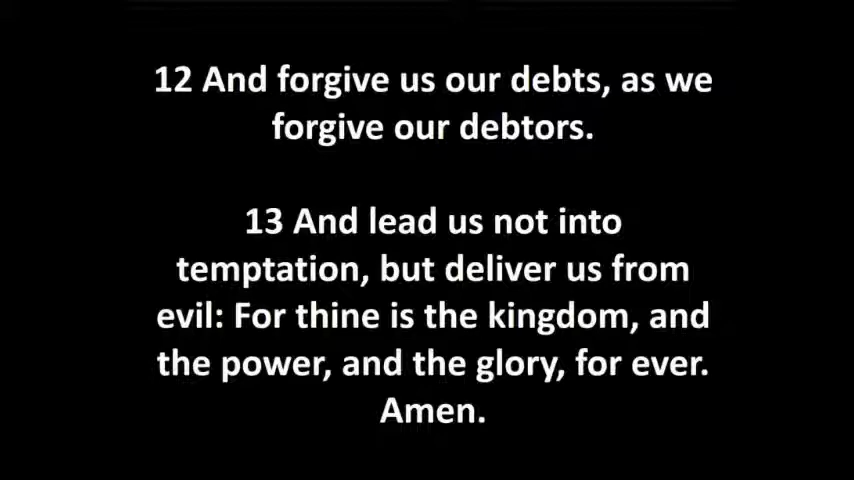 12 And forgive us our debts, as we
forgive our debtors.
13 And lead us not into
temptation, but deliver us from
evil: For thine is the kingdom, and
the power, and the glory, for ever.
Amen.